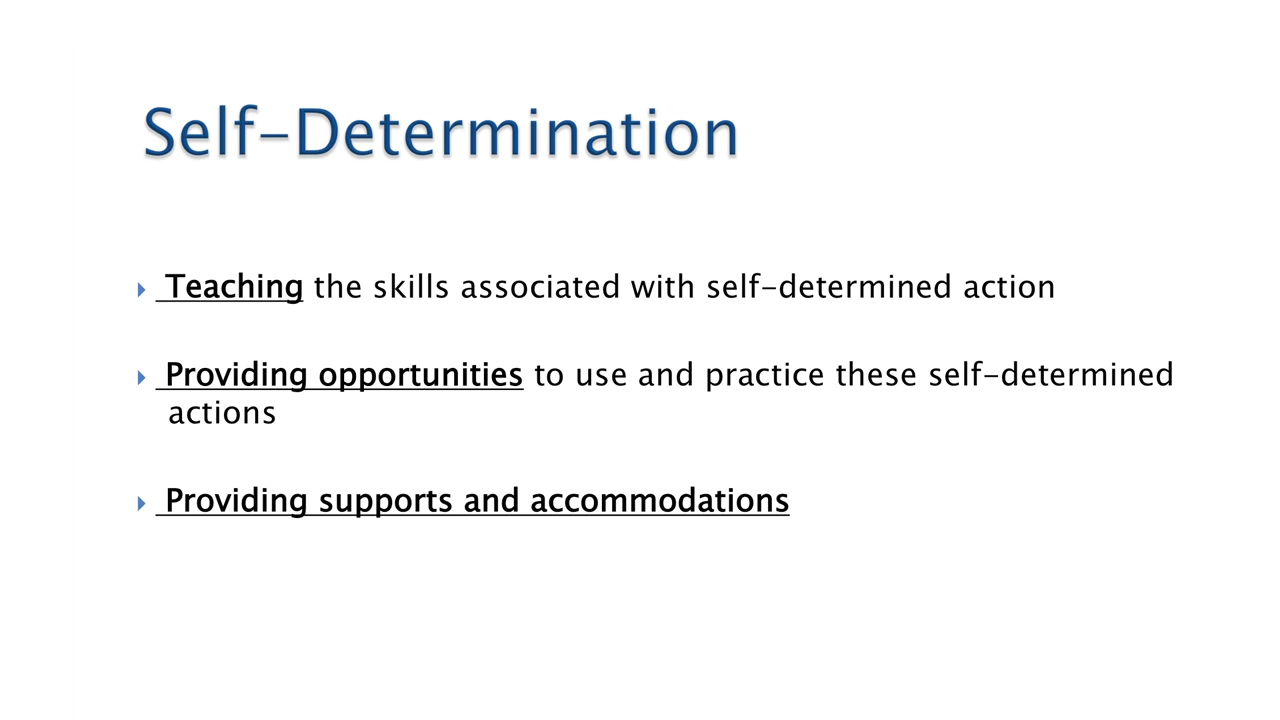 Self-Determination
Teaching the skills associated with self-determined action
Providing opportunities to use and practice these self-determined
actions
Providing supports and accommodations